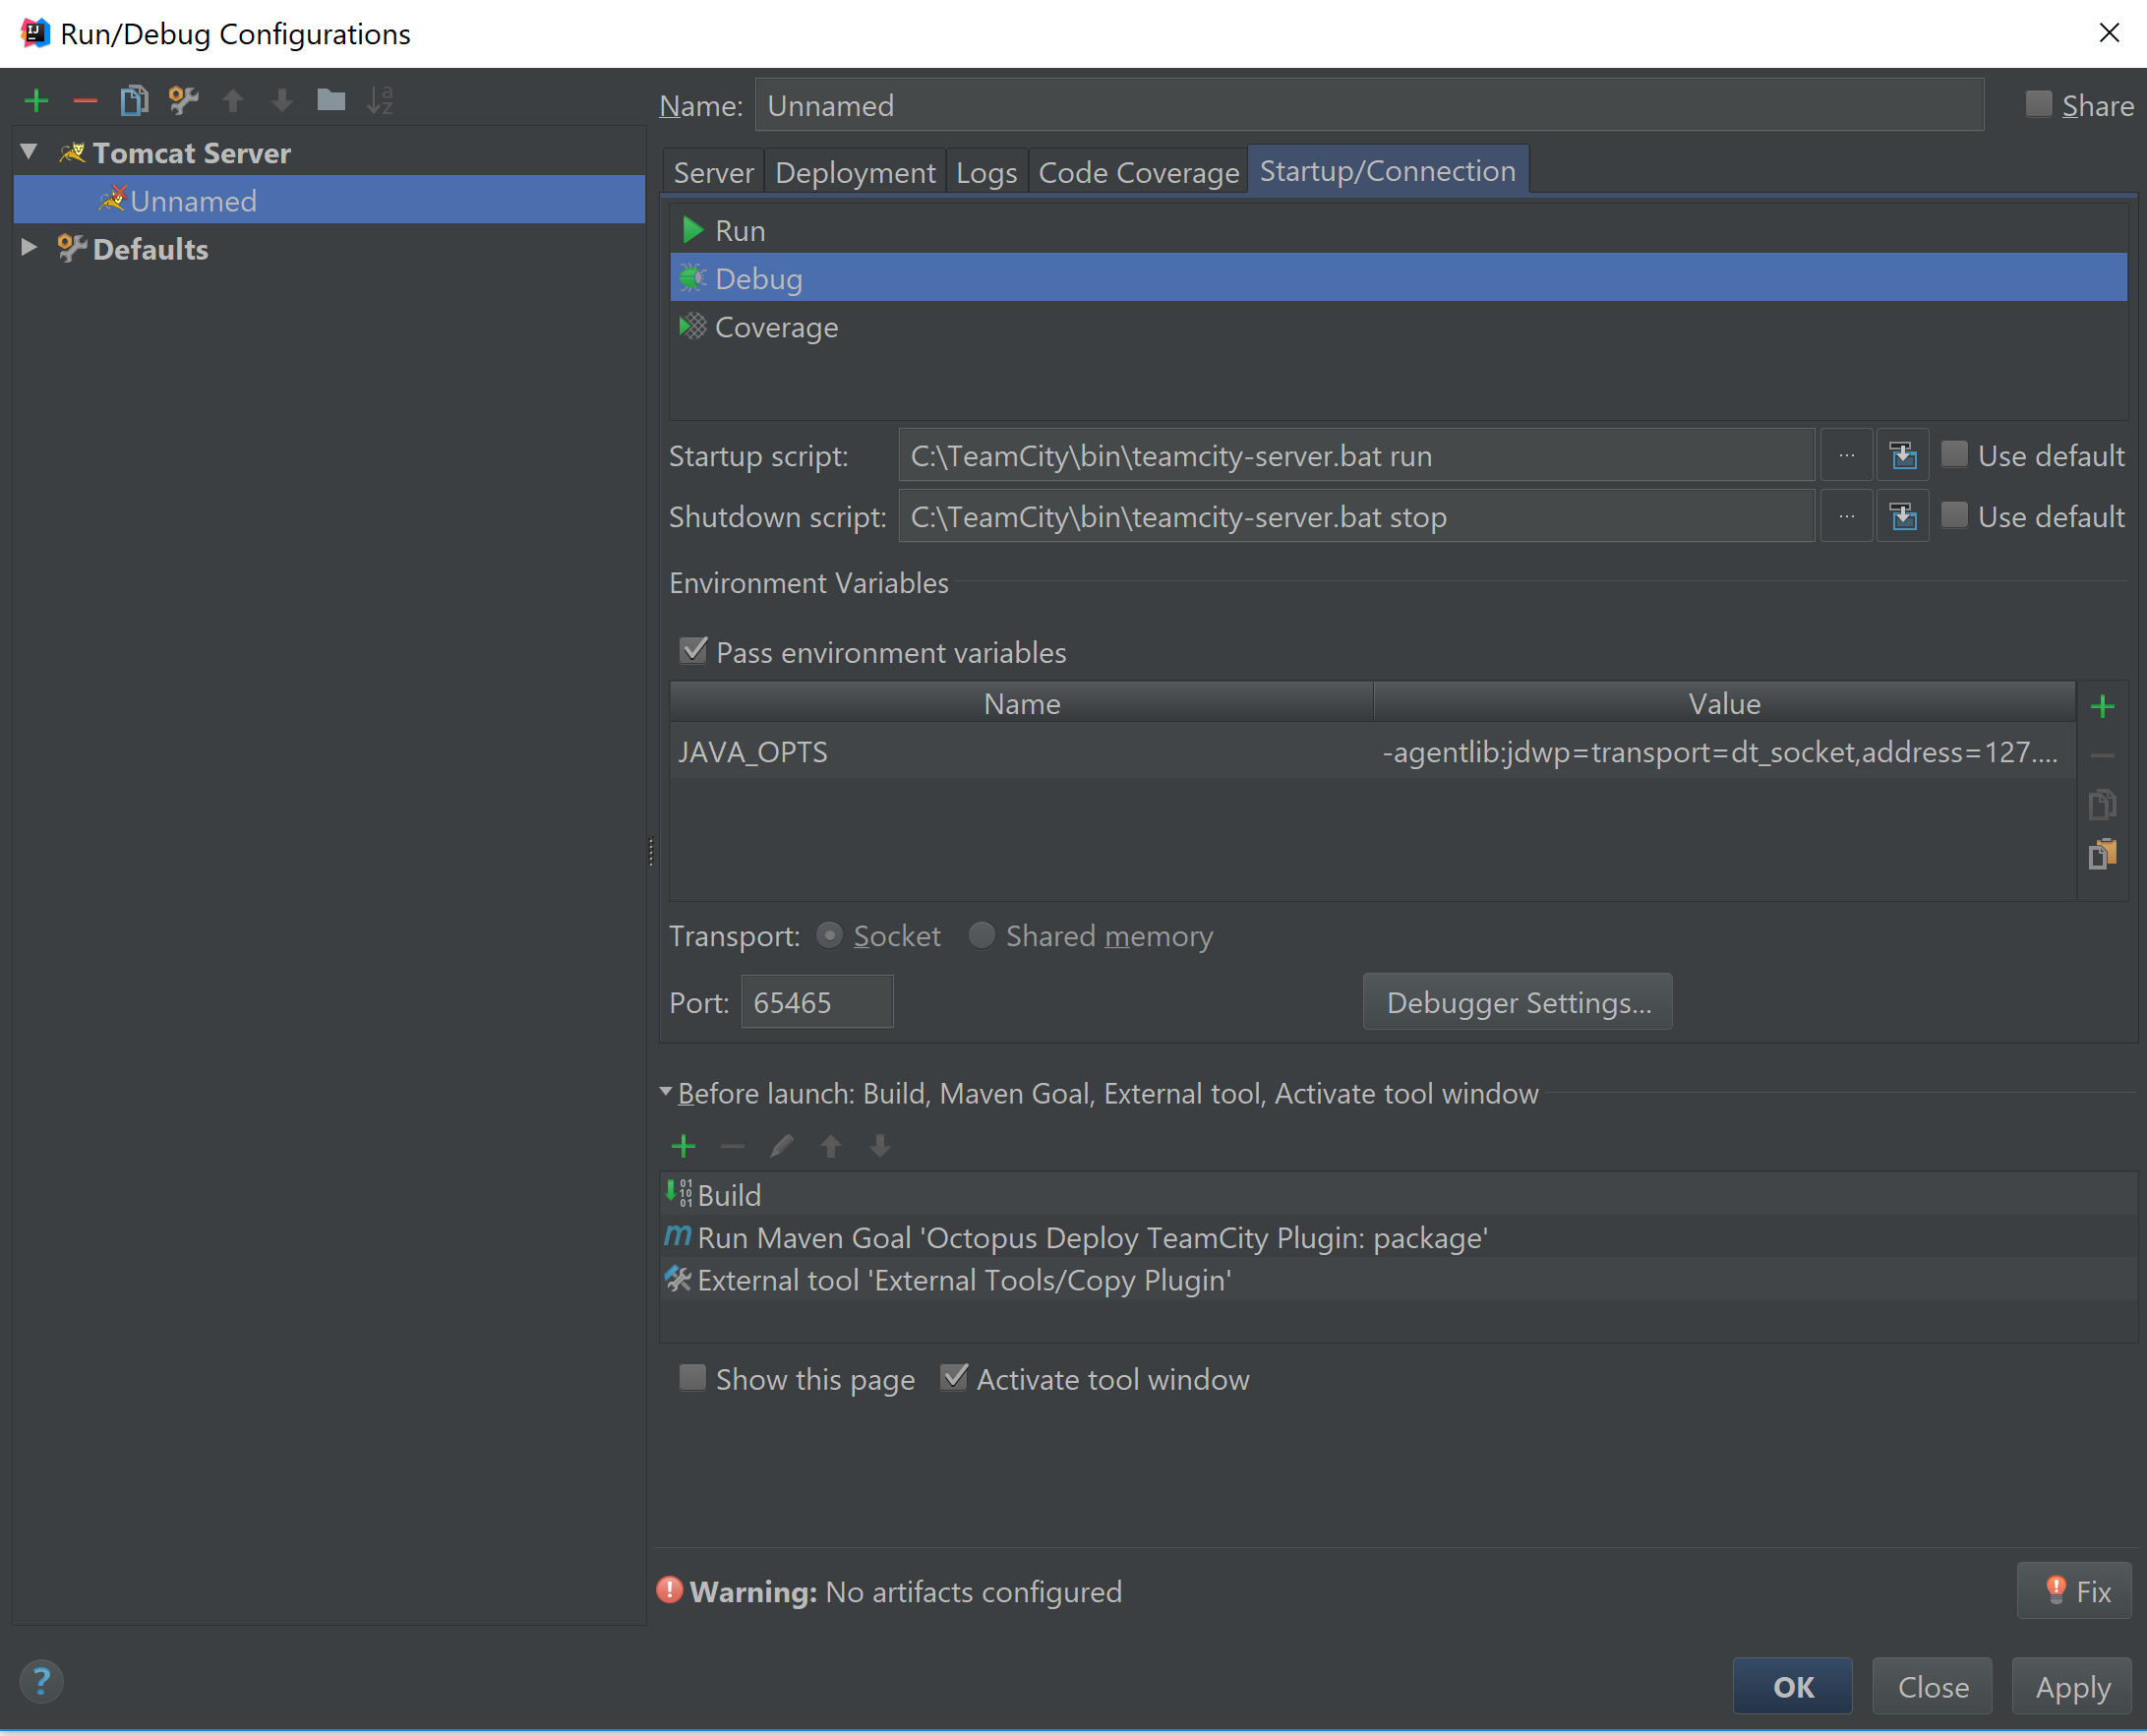 Run/Debug Configurations
Name: Unnamed Share
Tomcat Server
Unnamed
Defaults
Server Deployment Logs Code Coverage Startup/Connection
Run
Debug
Coverage
Startup script: C:\TeamCity\bin\teamcity-server.bat run ... Use default
Shutdown script: C:\TeamCity\bin\teamcity-server.bat stop ... Use default
Environment Variables
Pass environment variables
Name Value
JAVA_OPTS -agentlib:jdwp=transport=dt_socket,address=127....
Transport: Socket Shared memory
Port: 65465 Debugger Settings...
Before launch: Build, Maven Goal, External tool, Activate tool window
Build
Run Maven Goal 'Octopus Deploy TeamCity Plugin: package'
External tool 'External Tools/Copy Plugin'
Show this page Activate tool window
Warning: No artifacts configured Fix
OK Close Apply